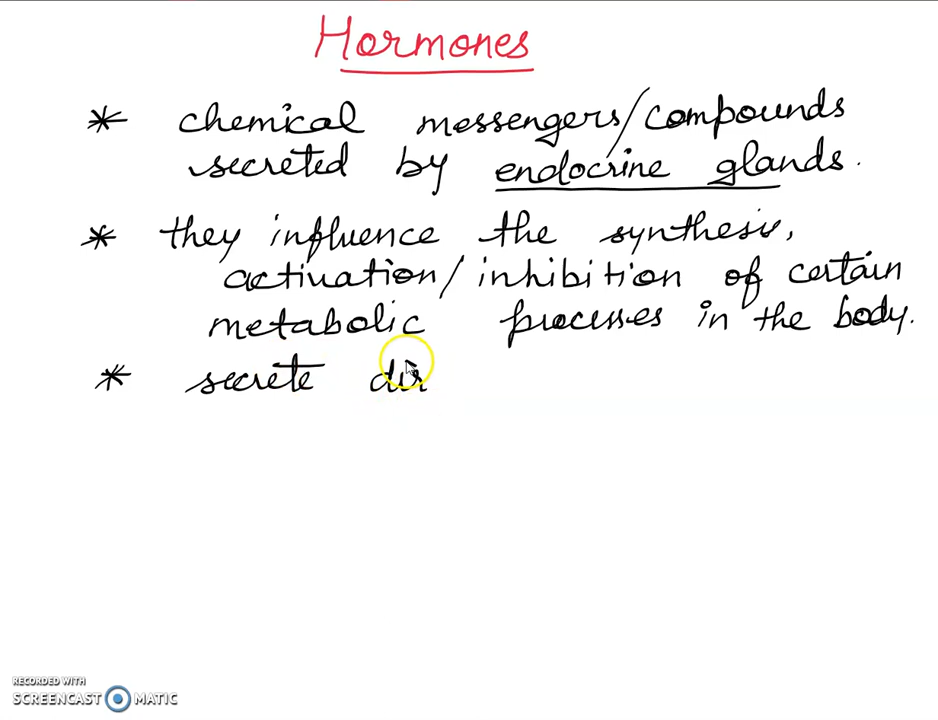 Hormones
* chemical messengers/compounds
secreted by endocrine glands.
* they influence the synthesis,
activation/inhibition of certain
metabolic processes in the body.
* secrete dir
RECORDED WITH
SCREENCAST MATIC